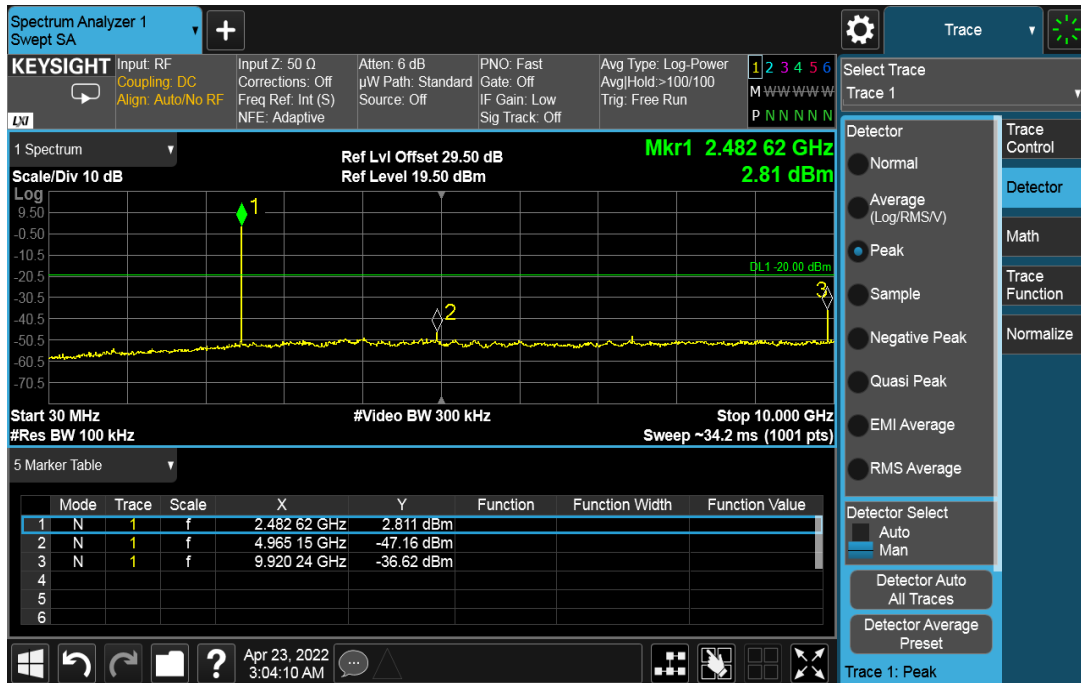 Spectrum Analyzer 1
Swept SA
+
Trace
KEYSIGHT
LXI
Input: RF
Coupling: DC
Align: Auto/No RF
Input Z: 50 Ω
Corrections: Off
Freq Ref: Int (S)
NFE: Adaptive
Atten: 6 dB
µW Path: Standard
Source: Off
PNO: Fast
Gate: Off
IF Gain: Low
Sig Track: Off
Avg Type: Log-Power
Avg|Hold:>100/100
Trig: Free Run
1 2 3 4 5 6
M W W W W W
P N N N N N
Select Trace
Trace 1
1 Spectrum
Scale/Div 10 dB
Ref Lvl Offset 29.50 dB
Ref Level 19.50 dBm
Mkr1 2.482 62 GHz
2.81 dBm
Log
9.50
-0.50
-10.5
-20.5
-30.5
-40.5
-50.5
-60.5
-70.5
1
2
3
DL1 -20.00 dBm
Start 30 MHz
#Res BW 100 kHz
#Video BW 300 kHz
Stop 10.000 GHz
Sweep ~34.2 ms (1001 pts)
5 Marker Table
Mode Trace Scale X Y Function Function Width Function Value
1 N 1 f 2.482 62 GHz 2.811 dBm
2 N 1 f 4.965 15 GHz -47.16 dBm
3 N 1 f 9.920 24 GHz -36.62 dBm
4
5
6
?
Apr 23, 2022
3:04:10 AM
Detector
Normal
Average
(Log/RMS/V)
Peak
Sample
Negative Peak
Quasi Peak
EMI Average
RMS Average
Detector Select
Auto
Man
Detector Auto
All Traces
Detector Average
Preset
Trace 1: Peak
Trace
Control
Detector
Math
Trace
Function
Normalize